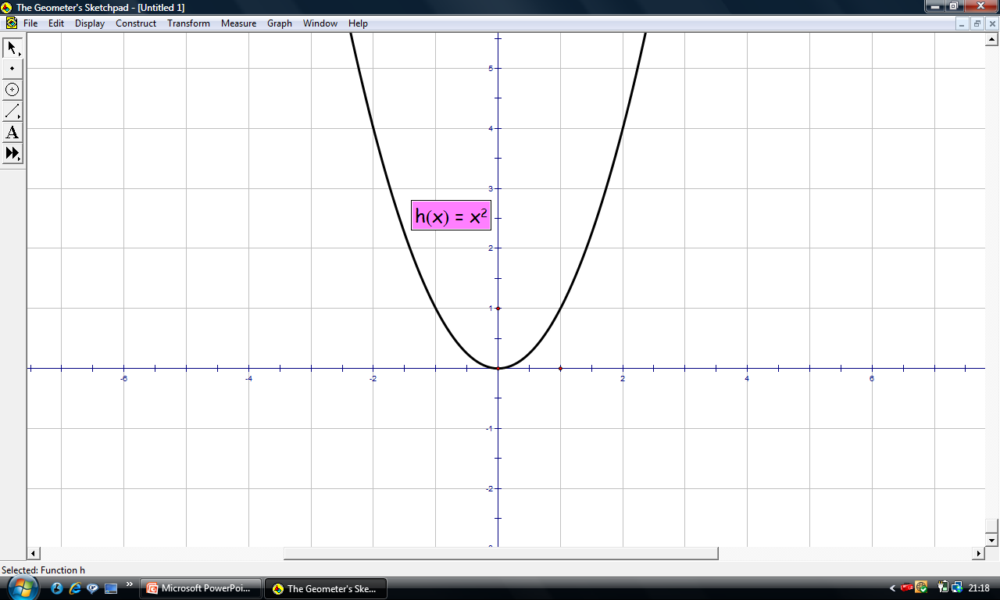 The Geometer's Sketchpad - [Untitled 1]
File Edit Display Construct Transform Measure Graph Window Help
A
5
4
3
h(x) = x²
2
1
-6 -4 -2 2 4 6
-1
-2
Selected: Function h
Microsoft PowerPoi... The Geometer's Ske... 21:18